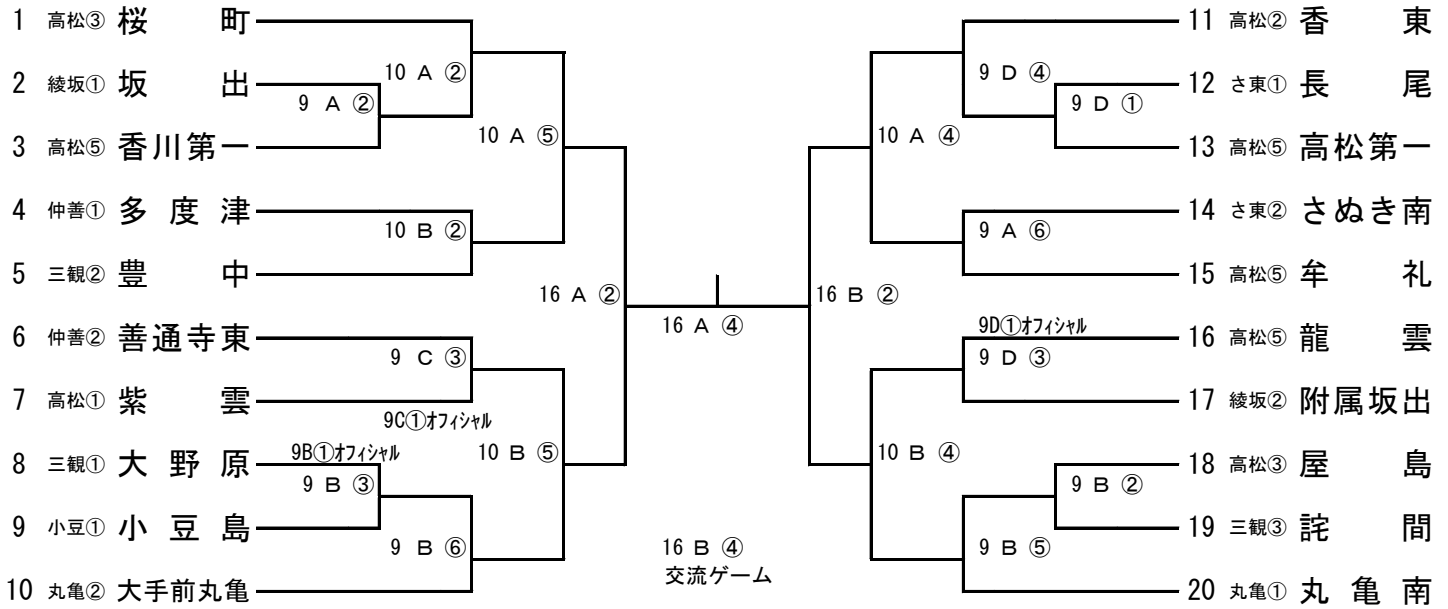 1 高松③ 桜町
2 綾坂① 坂出
3 高松⑤ 香川第一
4 仲善① 多度津
5 三観② 豊中
6 仲善② 善通寺東
7 高松① 紫雲
8 三観① 大野原
9 小豆① 小豆島
10 丸亀② 大手前丸亀
10 A ②
9 A ②
10 A ⑤
10 B ②
16 A ②
9 C ③
9C①オフィシャル
9B①オフィシャル
9 B ③
10 B ⑤
9 B ⑥
16 A ④
16 B ④
交流ゲーム
16 B ②
9 D ④
9 D ①
10 A ④
9 A ⑥
9D①オフィシャル
9 D ③
10 B ④
9 B ②
9 B ⑤
11 高松② 香東
12 さ東① 長尾
13 高松⑤ 高松第一
14 さ東② さぬき南
15 高松⑤ 牟礼
16 高松⑤ 龍雲
17 綾坂② 附属坂出
18 高松③ 屋島
19 三観③ 詫間
20 丸亀① 丸亀南